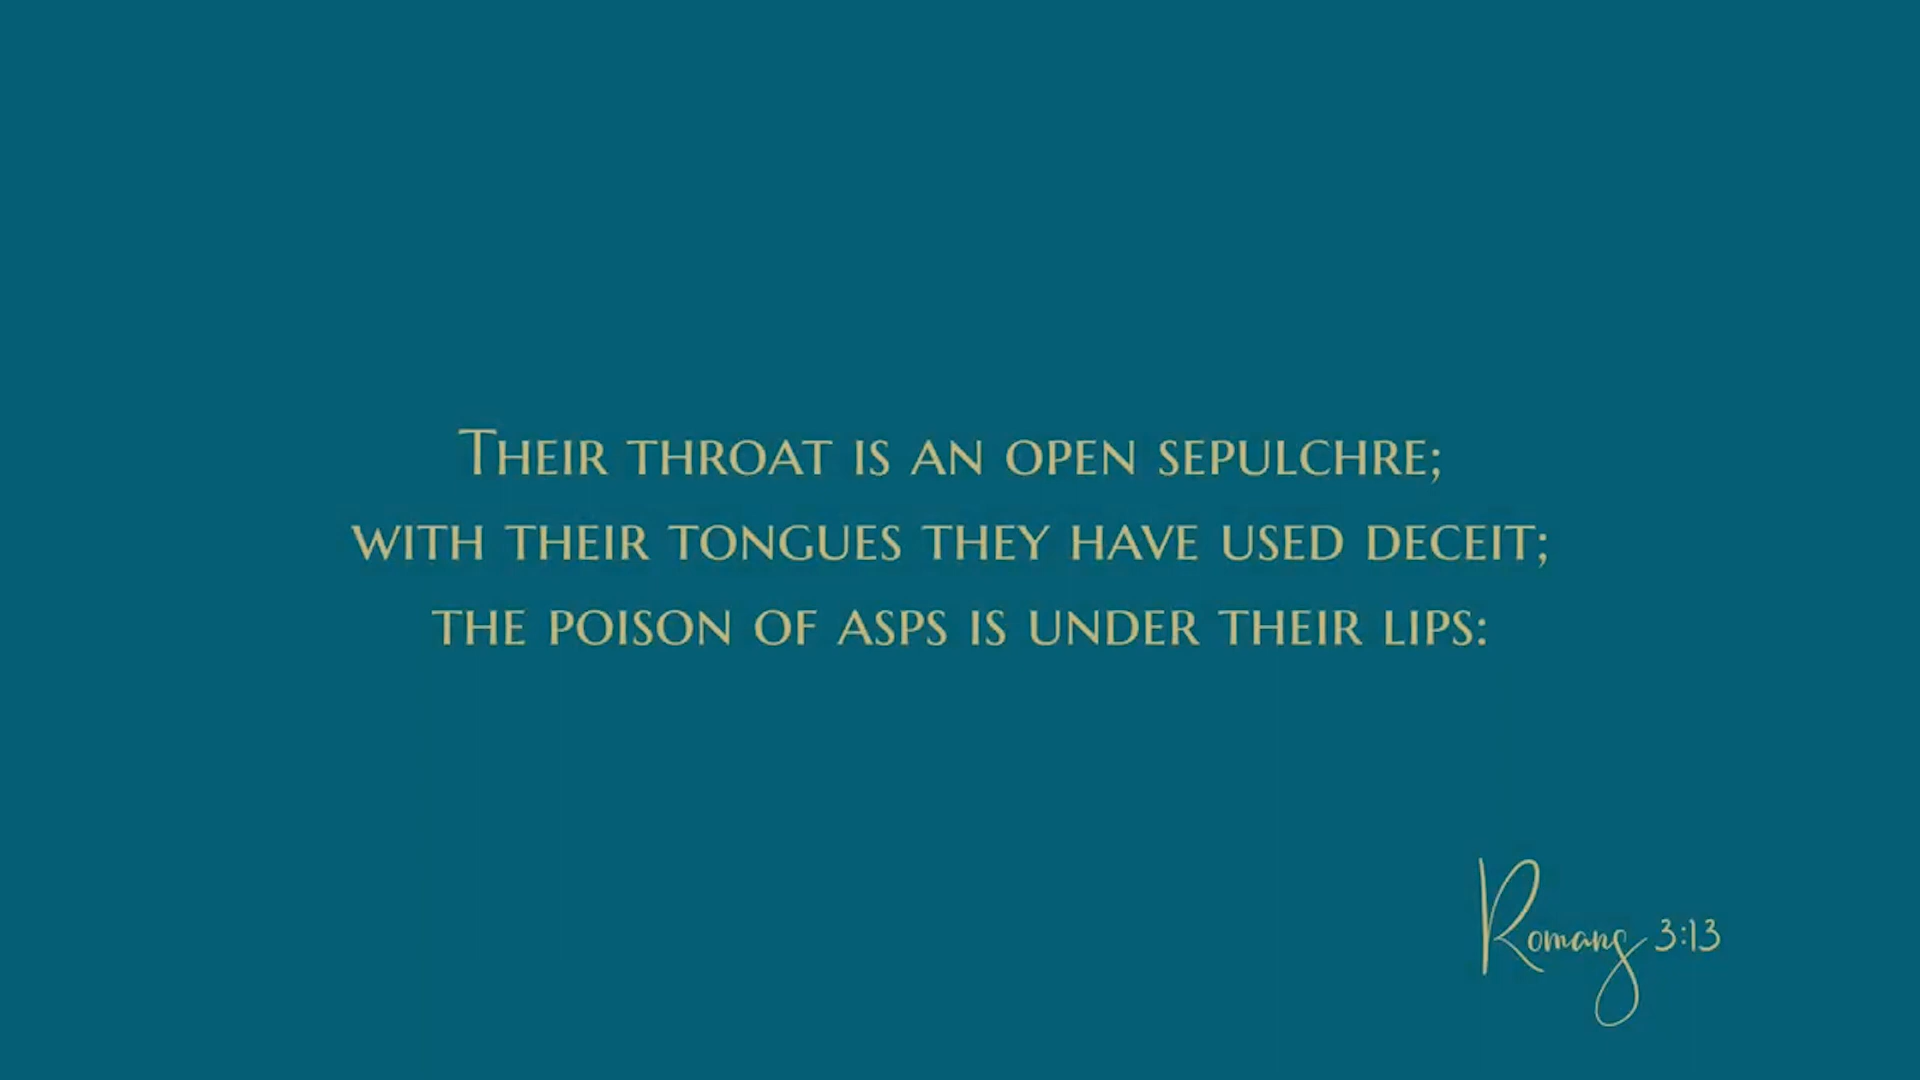 Their throat is an open sepulchre;
with their tongues they have used deceit;
the poison of asps is under their lips:
Romans 3:13